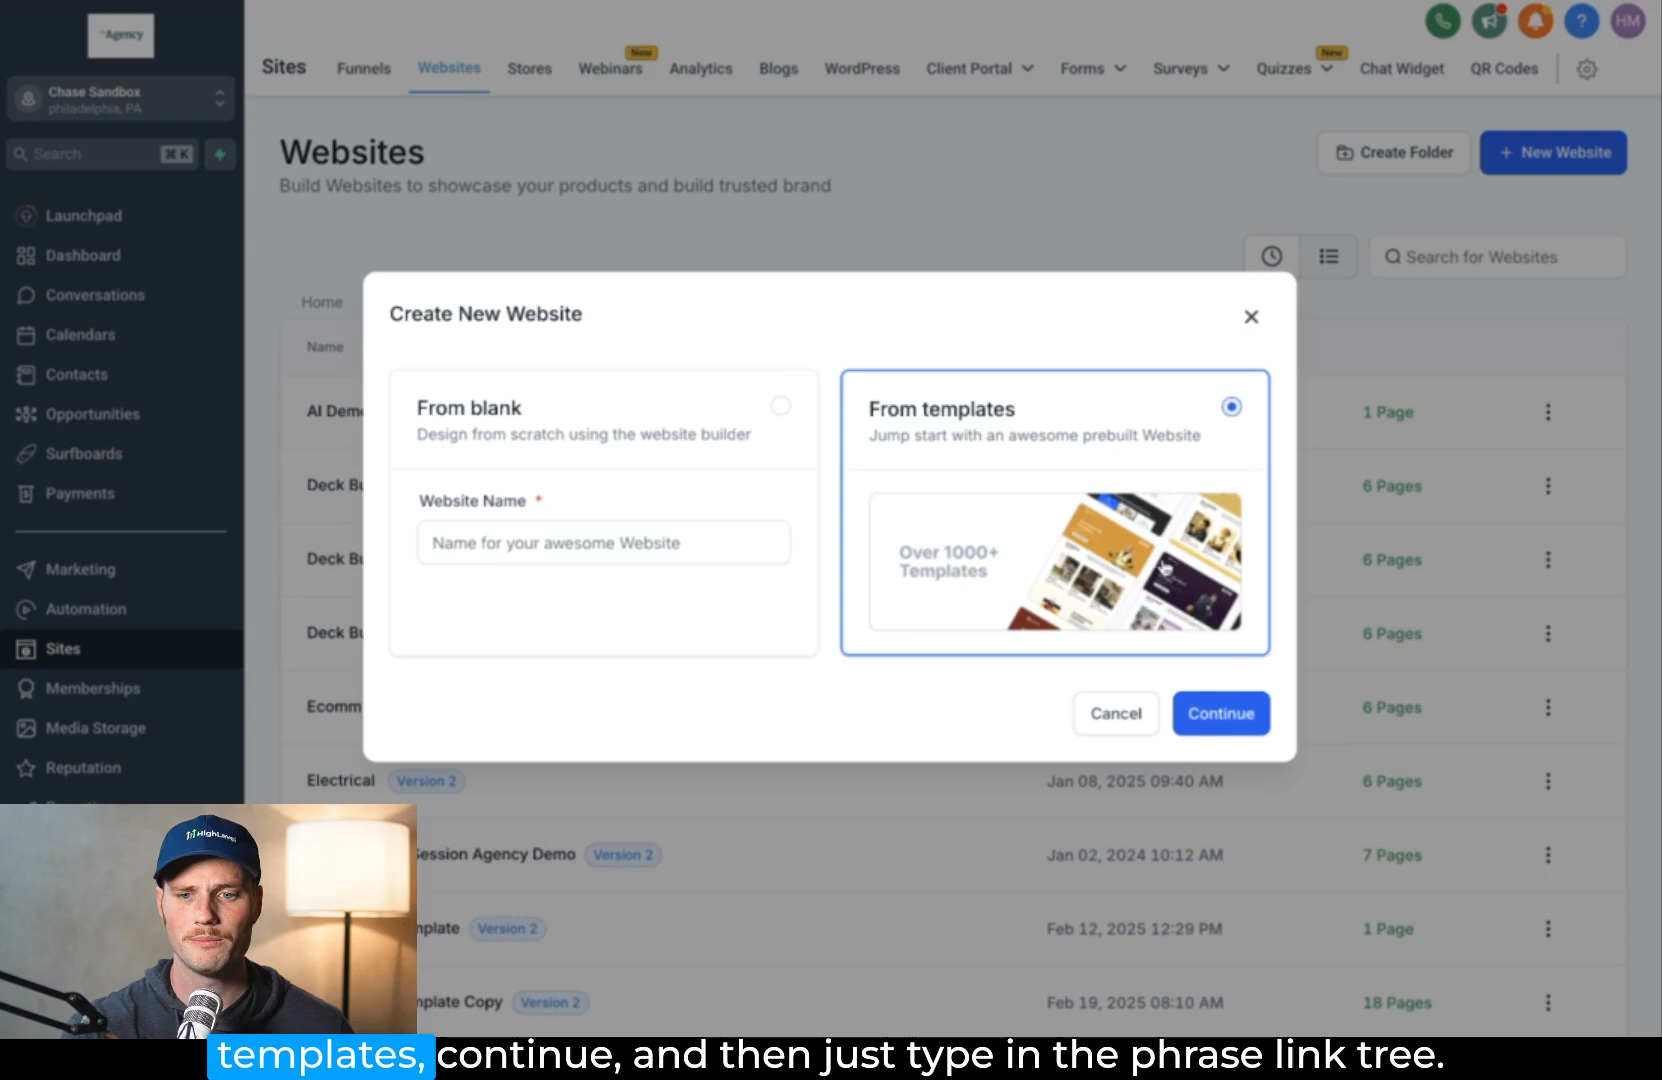 Agency
Chase Sandbox
philadelphia, PA
Search
⌘ K
Launchpad
Dashboard
Conversations
Calendars
Contacts
Opportunities
Surfboards
Payments
Marketing
Automation
Sites
Memberships
Media Storage
Reputation
HM
Sites
Funnels
Websites
Stores
Webinars
New
Analytics
Blogs
WordPress
Client Portal
Forms
Surveys
Quizzes
New
Chat Widget
QR Codes
Websites
Build Websites to showcase your products and build trusted brand
Create Folder
+ New Website
Search for Websites
Home
Name
Create New Website
From blank
Design from scratch using the website builder
Website Name *
Name for your awesome Website
From templates
Jump start with an awesome prebuilt Website
Over 1000+
Templates
Cancel
Continue
AI Dem
1 Page
Deck Bu
6 Pages
Deck Bu
6 Pages
Deck Bu
6 Pages
Ecomm
6 Pages
Electrical Version 2 Jan 08, 2025 09:40 AM 6 Pages
Session Agency Demo Version 2 Jan 02, 2024 10:12 AM 7 Pages
mplate Version 2 Feb 12, 2025 12:29 PM 1 Page
mplate Copy Version 2 Feb 19, 2025 08:10 AM 18 Pages
HighLevel
templates, continue, and then just type in the phrase link tree.